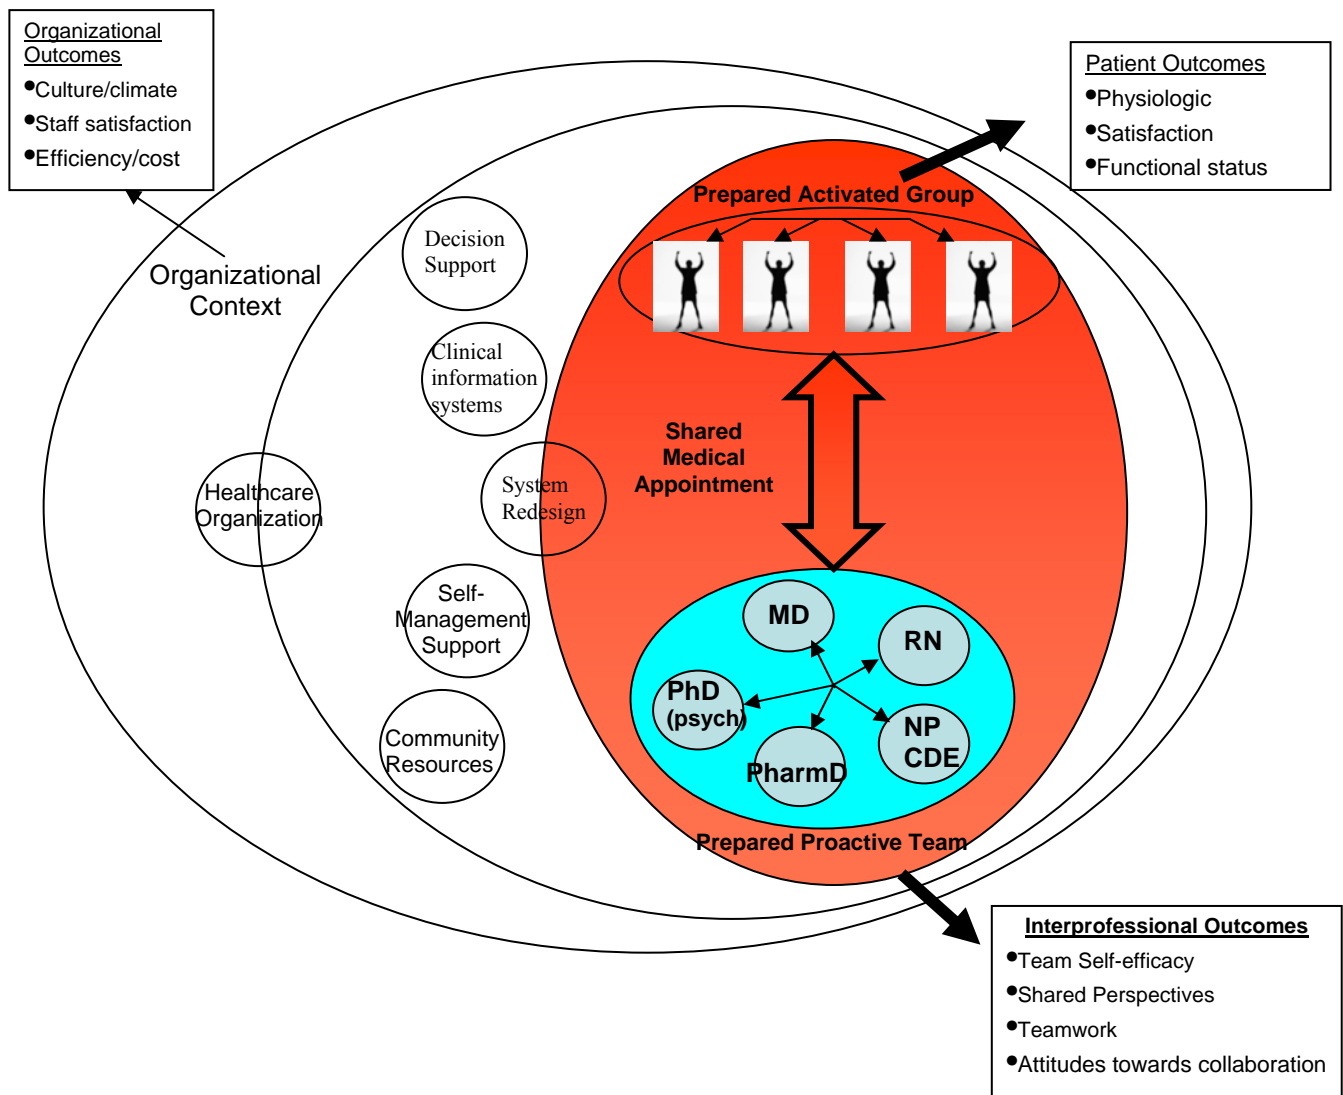 Organizational
Outcomes
•Culture/climate
•Staff satisfaction
•Efficiency/cost
Patient Outcomes
•Physiologic
•Satisfaction
•Functional status
Prepared Activated Group
Decision
Support
Organizational
Context
Clinical
information
systems
Shared
Medical
Appointment
System
Redesign
Healthcare
Organization
Self-
Management
Support
MD
RN
PhD
(psych)
NP
CDE
PharmD
Community
Resources
Prepared Proactive Team
Interprofessional Outcomes
•Team Self-efficacy
•Shared Perspectives
•Teamwork
•Attitudes towards collaboration